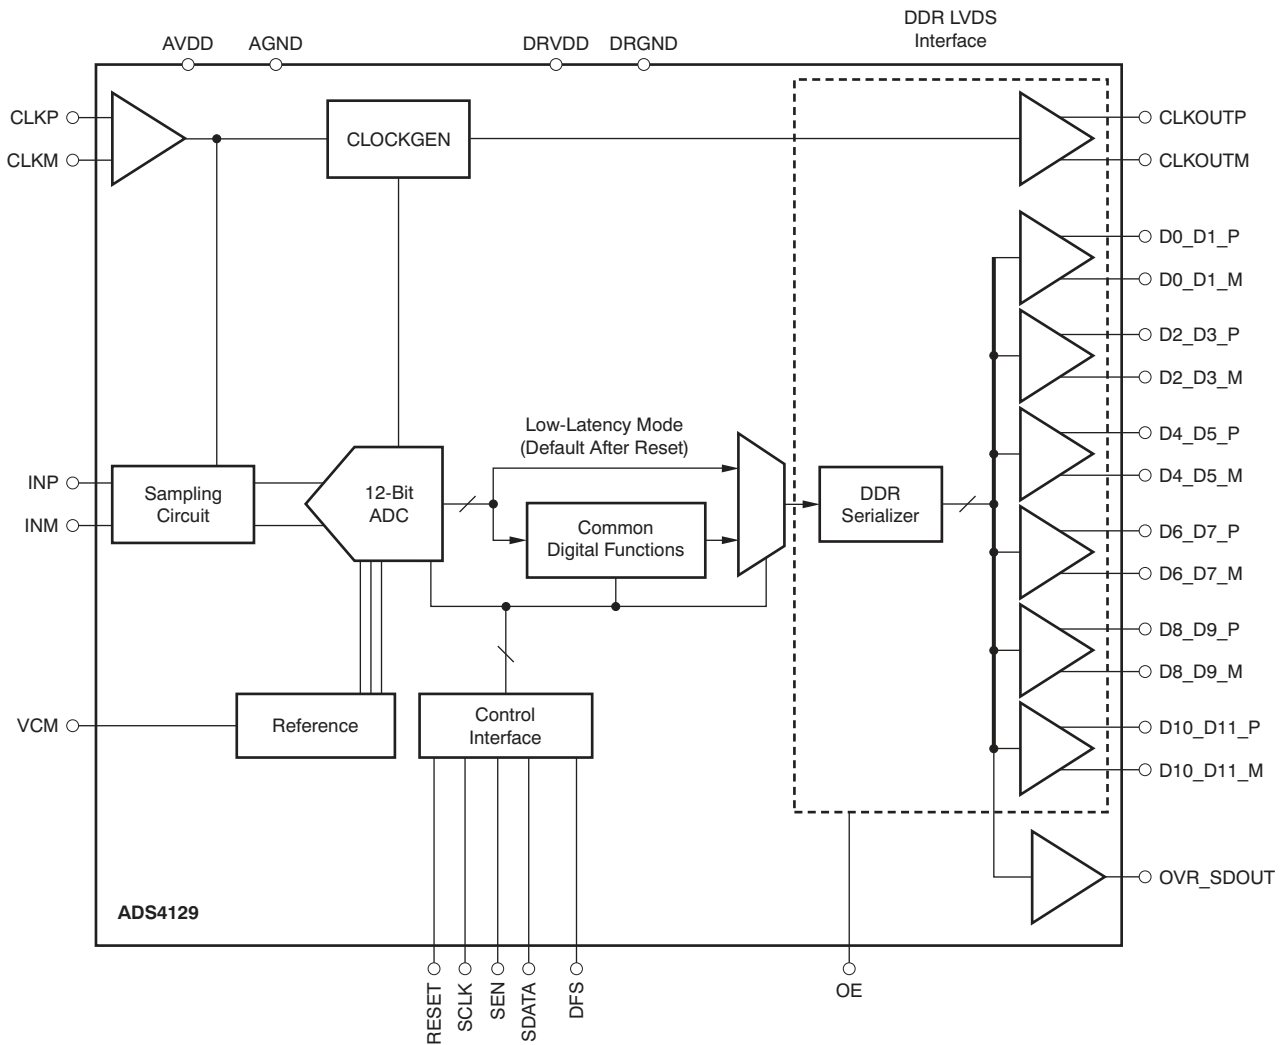 DDR LVDS
Interface
AVDD
AGND
DRVDD
DRGND
CLKP
CLKM
CLOCKGEN
CLKOUTP
CLKOUTM
D0_D1_P
D0_D1_M
D2_D3_P
D2_D3_M
Low-Latency Mode
(Default After Reset)
D4_D5_P
D4_D5_M
INP
INM
Sampling
Circuit
12-Bit
ADC
Common
Digital Functions
DDR
Serializer
D6_D7_P
D6_D7_M
D8_D9_P
D8_D9_M
VCM
Reference
Control
Interface
D10_D11_P
D10_D11_M
OVR_SDOUT
ADS4129
RESET
SCLK
SEN
SDATA
DFS
OE